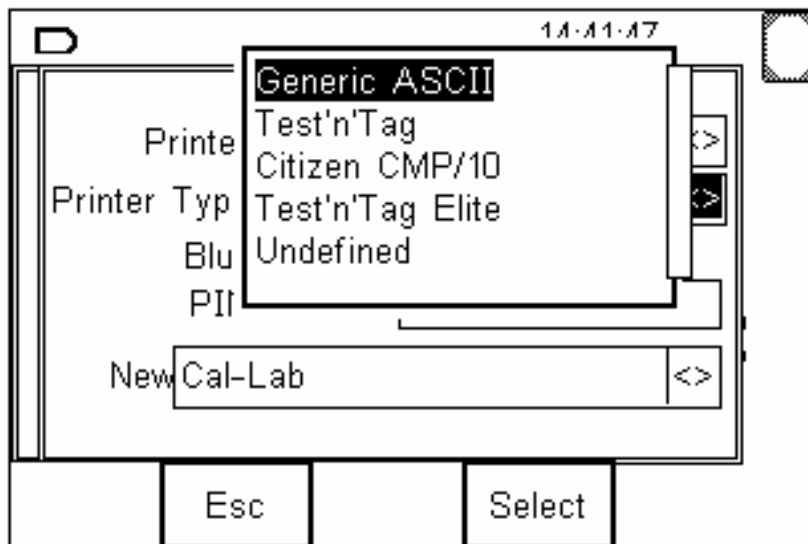 14:41:47
Generic ASCII
Test'n'Tag
Citizen CMP/10
Test'n'Tag Elite
Undefined
Printe
<>
Printer Typ
<>
Blu
PI
New Cal-Lab <>
Esc Select